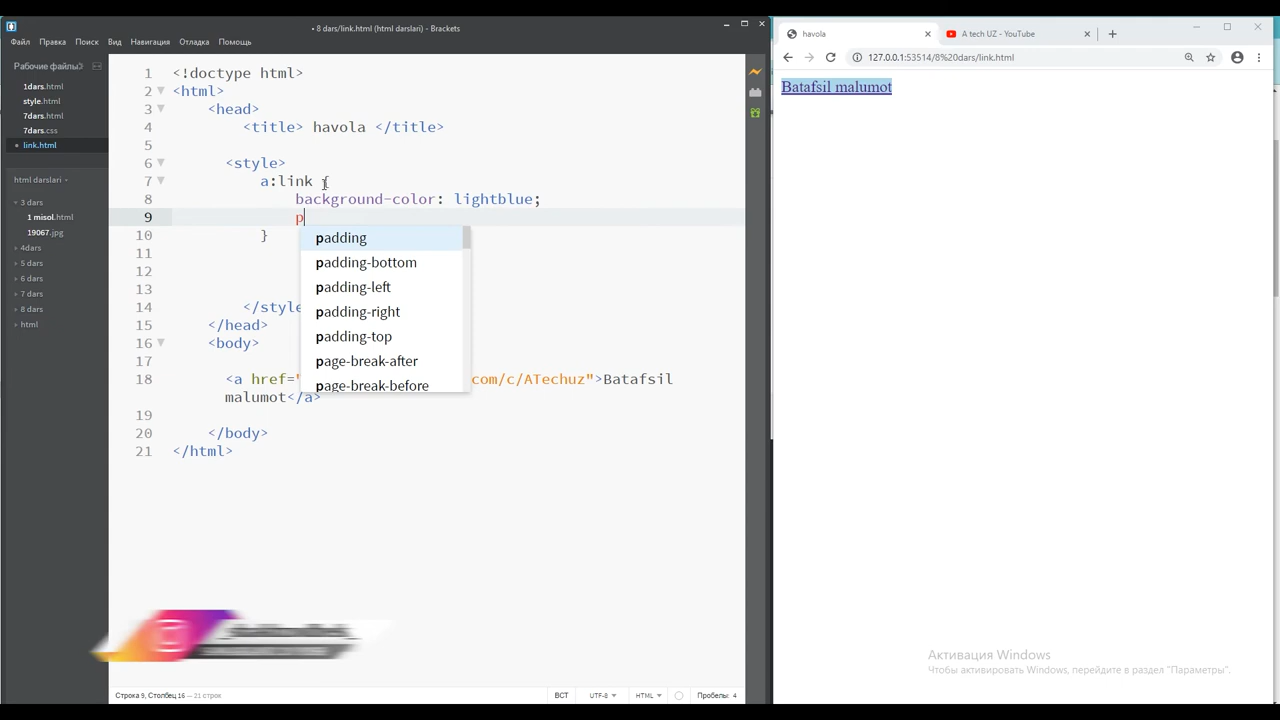 • 8 dars/link.html (html darslari) - Brackets
Файл Правка Поиск Вид Навигация Отладка Помощь
Рабочие файлы
1dars.html
style.html
7dars.html
7dars.css
• link.html
html darslari
3 dars
1 misol.html
19067.jpg
4dars
5 dars
6 dars
7 dars
8 dars
html
1 <!doctype html>
2 <html>
3 <head>
4 <title> havola </title>
5
6 <style>
7 a:link {
8 background-color: lightblue;
9 p
10 }
11
12
14 </style
15 </head>
16 <body>
17
18 <a href=" com/c/ATechuz">Batafsil
malumot</a>
19
20 </body>
21 </html>
padding
padding-bottom
padding-left
padding-right
padding-top
page-break-after
page-break-before
Строка 9, Столбец 16 — 21 строк
ВСТ UTF-8 HTML Пробелы: 4
havola
A tech UZ - YouTube
127.0.0.1:53514/8%20dars/link.html
Batafsil malumot
Активация Windows
Чтобы активировать Windows, перейдите в раздел "Параметры".